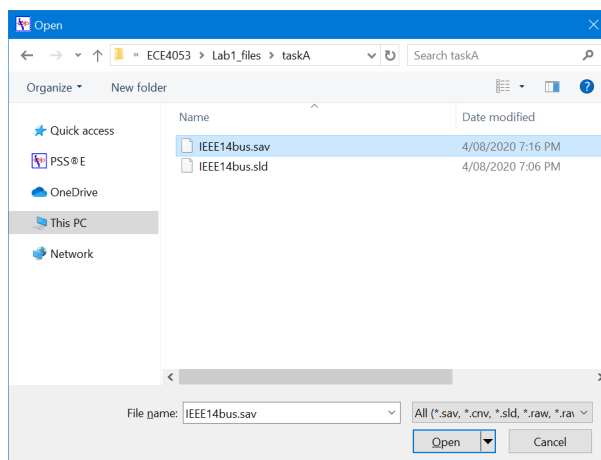 Open
« ECE4053 > Lab1_files > taskA
Search taskA
Organize
New folder
Name
Date modified
Quick access
IEEE14bus.sav
4/08/2020 7:16 PM
PSS®E
IEEE14bus.sld
4/08/2020 7:06 PM
OneDrive
This PC
Network
File name:
IEEE14bus.sav
All (*.sav, *.cnv, *.sld, *.raw, *.rav
Open
Cancel